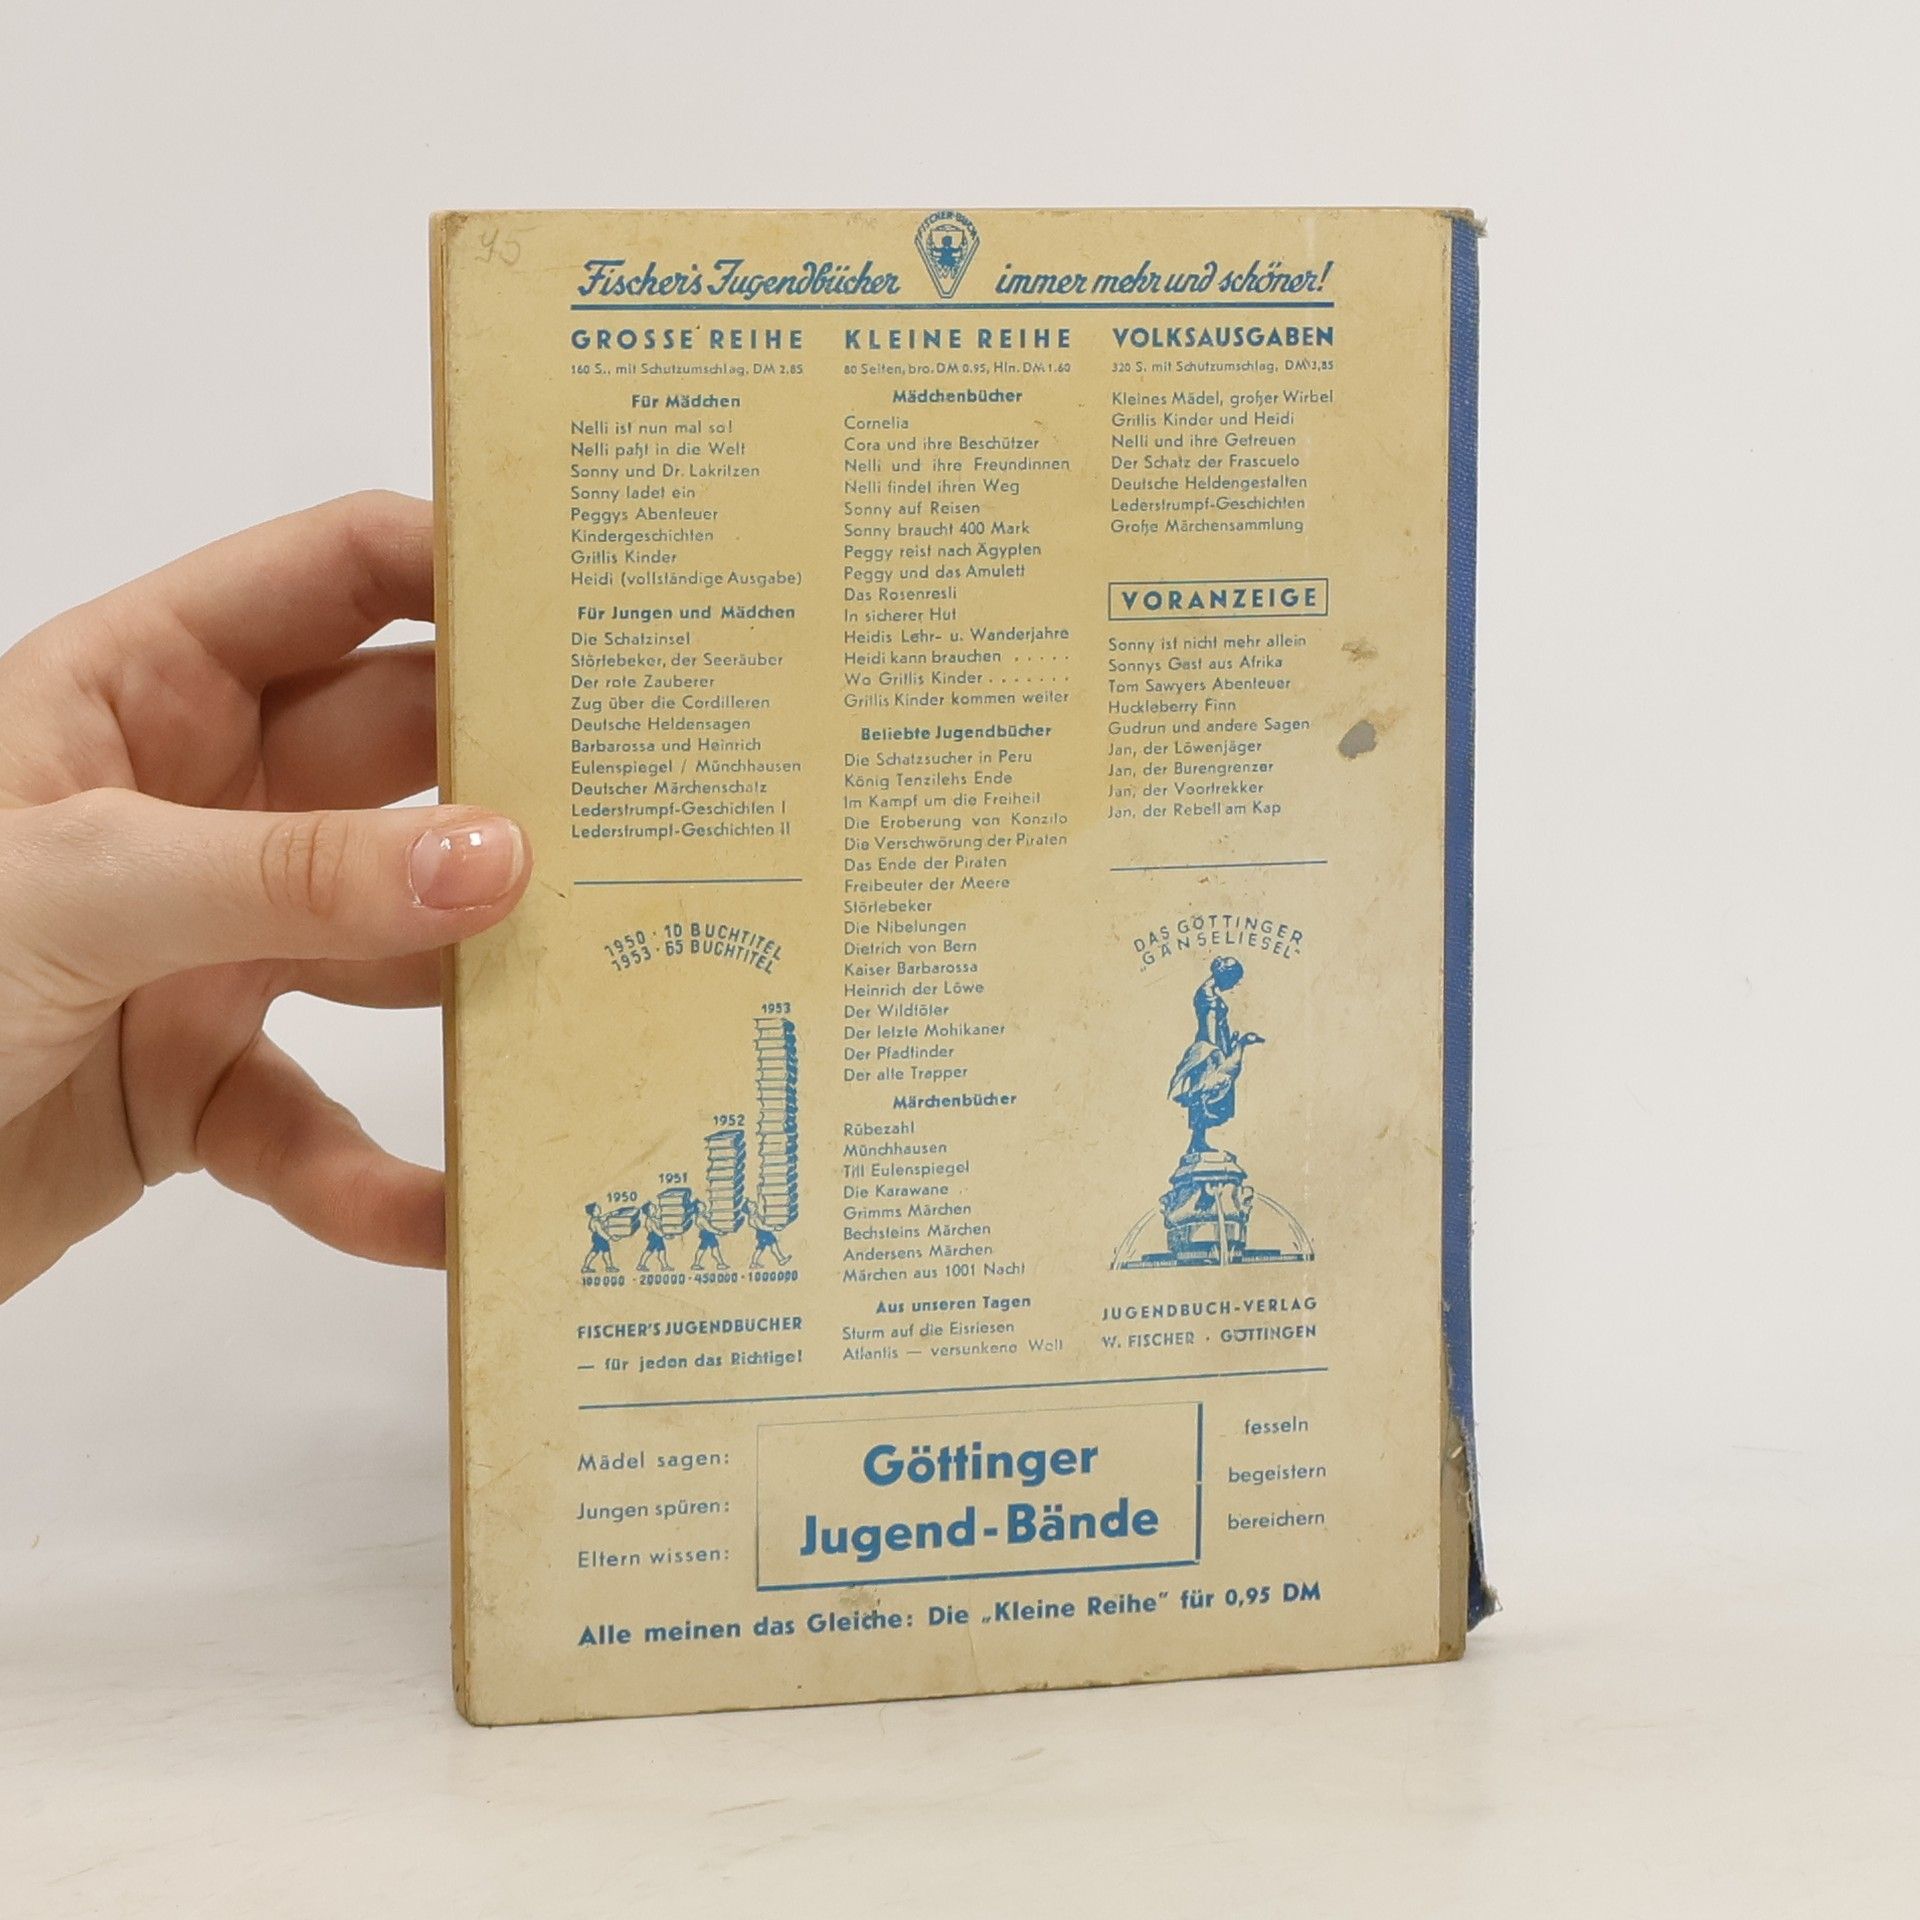 95
FISCHER-BUCH
Fischer's Jugendbücher immer mehr und schöner!
GROSSE REIHE
160 S., mit Schutzumschlag, DM 2.85
Für Mädchen
Nelli ist nun mal so!
Nelli paßt in die Welt
Sonny und Dr. Lakritzen
Sonny ladet ein
Peggys Abenteuer
Kindergeschichten
Gritlis Kinder
Heidi (vollständige Ausgabe)
Für Jungen und Mädchen
Die Schatzinsel
Störtebeker, der Seeräuber
Der rote Zauberer
Zug über die Cordilleren
Deutsche Heldensagen
Barbarossa und Heinrich
Eulenspiegel / Münchhausen
Deutscher Märchenschatz
Lederstrumpf-Geschichten I
Lederstrumpf-Geschichten II
1950 · 10 BUCHTITEL
1953 · 65 BUCHTITEL
1953
1952
1951
1950
100000 · 200000 · 450000 · 1000000
FISCHER'S JUGENDBÜCHER
— für jeden das Richtige!
KLEINE REIHE
80 Seiten, bro. DM 0.95, Hln. DM 1.60
Mädchenbücher
Cornelia
Cora und ihre Beschützer
Nelli und ihre Freundinnen
Nelli findet ihren Weg
Sonny auf Reisen
Sonny braucht 400 Mark
Peggy reist nach Ägypten
Peggy und das Amulett
Das Rosenresli
In sicherer Hut
Heidis Lehr- u. Wanderjahre
Heidi kann brauchen . . . . .
Wo Gritlis Kinder . . . . . . .
Gritlis Kinder kommen weiter
Beliebte Jugendbücher
Die Schatzsucher in Peru
König Tenzilehs Ende
Im Kampf um die Freiheit
Die Eroberung von Konzito
Die Verschwörung der Piraten
Das Ende der Piraten
Freibeuter der Meere
Störtebeker
Die Nibelungen
Dietrich von Bern
Kaiser Barbarossa
Heinrich der Löwe
Der Wildtöter
Der letzte Mohikaner
Der Pfadfinder
Der alte Trapper
Märchenbücher
Rübezahl
Münchhausen
Till Eulenspiegel
Die Karawane
Grimms Märchen
Bechsteins Märchen
Andersens Märchen
Märchen aus 1001 Nacht
Aus unseren Tagen
Sturm auf die Eisriesen
Atlantis — versunkene Welt
VOLKSAUSGABEN
320 S. mit Schutzumschlag, DM 3,85
Kleines Mädel, großer Wirbel
Gritlis Kinder und Heidi
Nelli und ihre Getreuen
Der Schatz der Frascuelo
Deutsche Heldengestalten
Lederstrumpf-Geschichten
Große Märchensammlung
VORANZEIGE
Sonny ist nicht mehr allein
Sonnys Gast aus Afrika
Tom Sawyers Abenteuer
Huckleberry Finn
Gudrun und andere Sagen
Jan, der Löwenjäger
Jan, der Burengrenzer
Jan, der Voortrekker
Jan, der Rebell am Kap
DAS GÖTTINGER
„GÄNSELIESEL“
JUGENDBUCH-VERLAG
W. FISCHER · GÖTTINGEN
Mädel sagen:
Jungen spüren:
Eltern wissen:
Göttinger
Jugend-Bände
fesseln
begeistern
bereichern
Alle meinen das Gleiche: Die „Kleine Reihe“ für 0,95 DM